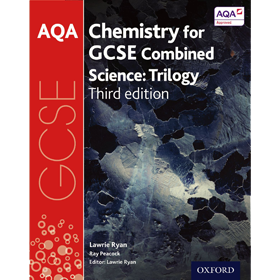 AQA
Chemistry for
GCSE Combined
Science: Trilogy
Third edition
AQA
Approved
GCSE
Lawrie Ryan
Ray Peacock
Editor: Lawrie Ryan
OXFORD